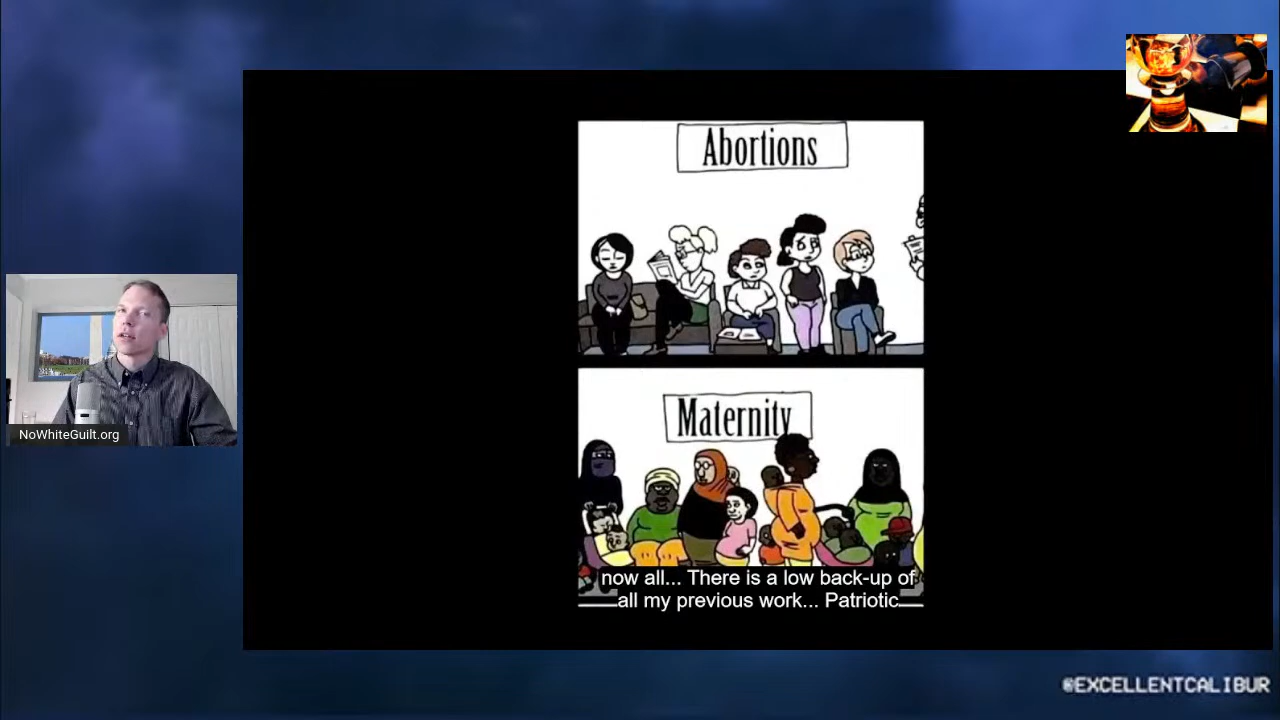 Abortions
NoWhiteGuilt.org
Maternity
now all... There is a low back-up of
all my previous work... Patriotic
@EXCELLENTCALIBUR